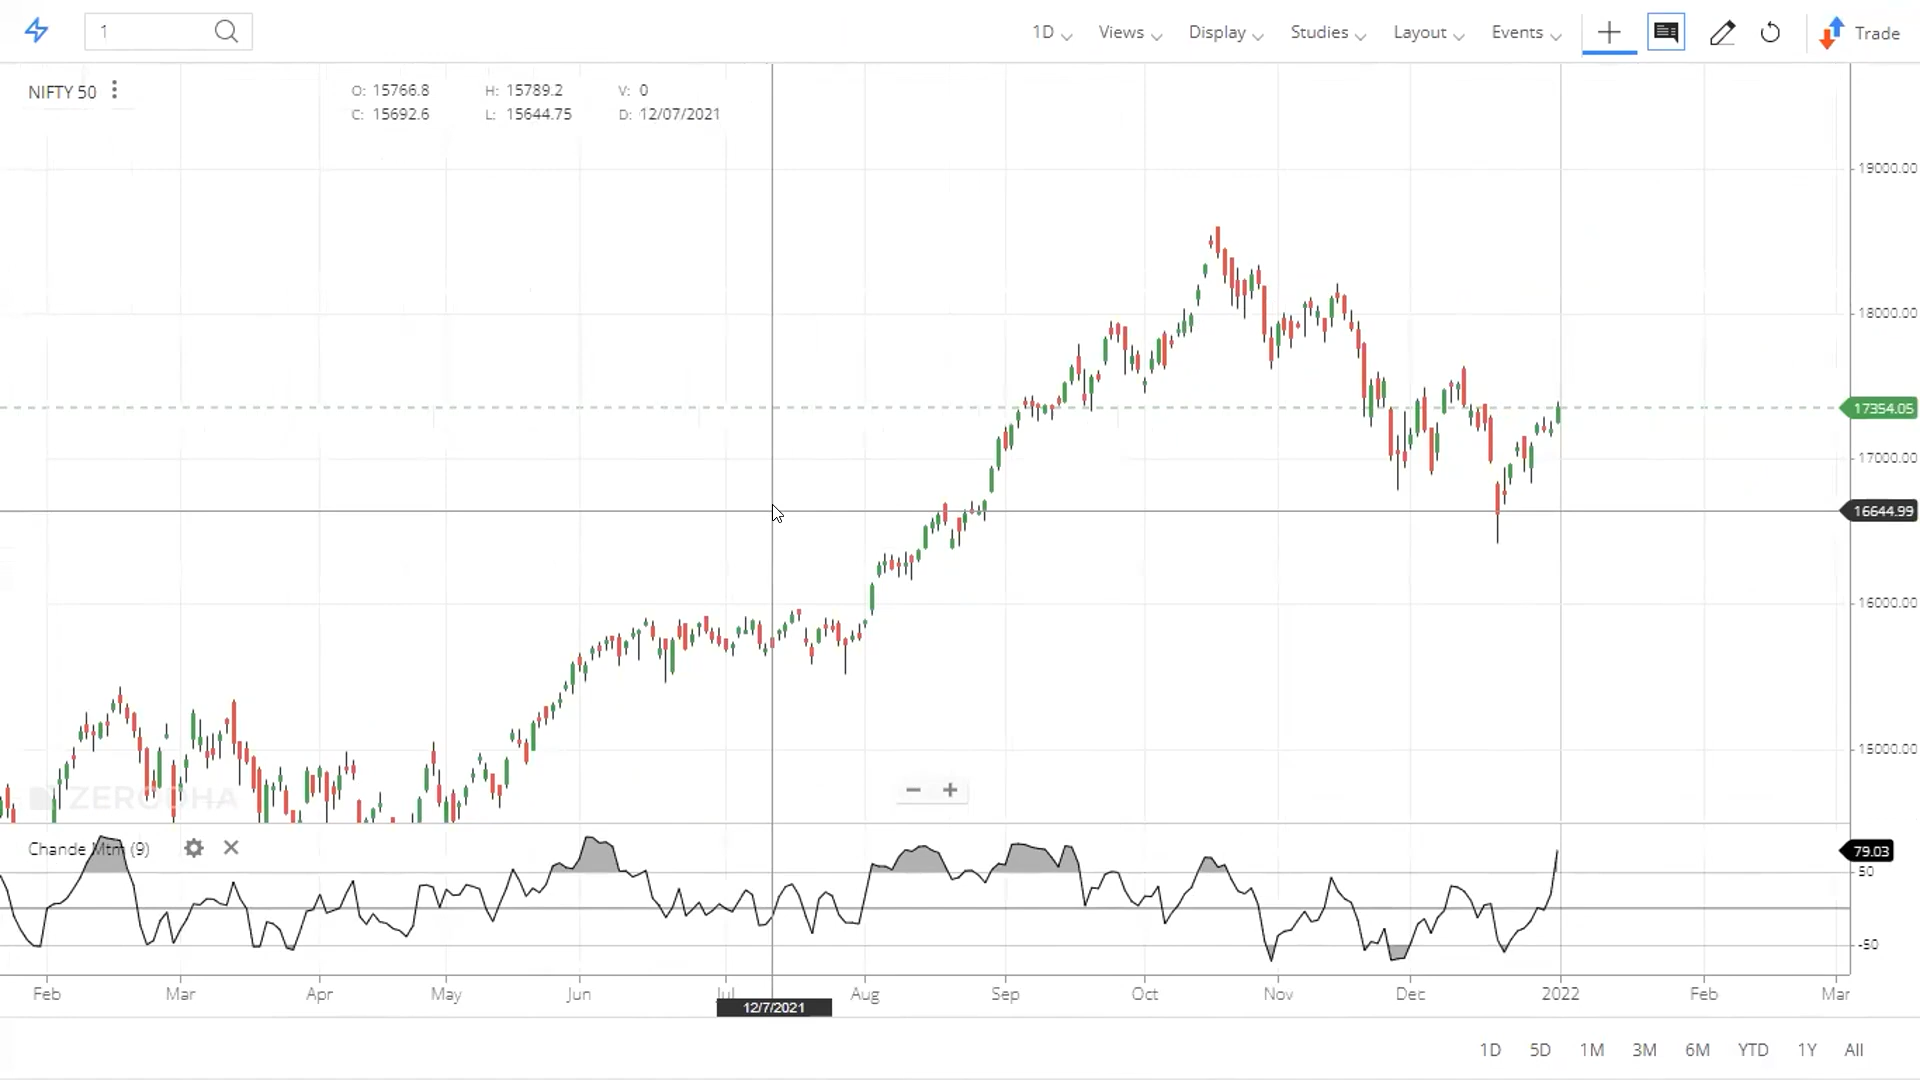 1
1D Views Display Studies Layout Events Trade
NIFTY 50
O: 15766.8 H: 15789.2 V: 0
C: 15692.6 L: 15644.75 D: 12/07/2021
19000.00
18000.00
17354.05
17000.00
16644.99
16000.00
15000.00
ZERODHA
Chande Mtm (9)
79.03
50
-50
Feb Mar Apr May Jun Jul Aug Sep Oct Nov Dec 2022 Feb Mar
12/7/2021
1D 5D 1M 3M 6M YTD 1Y All